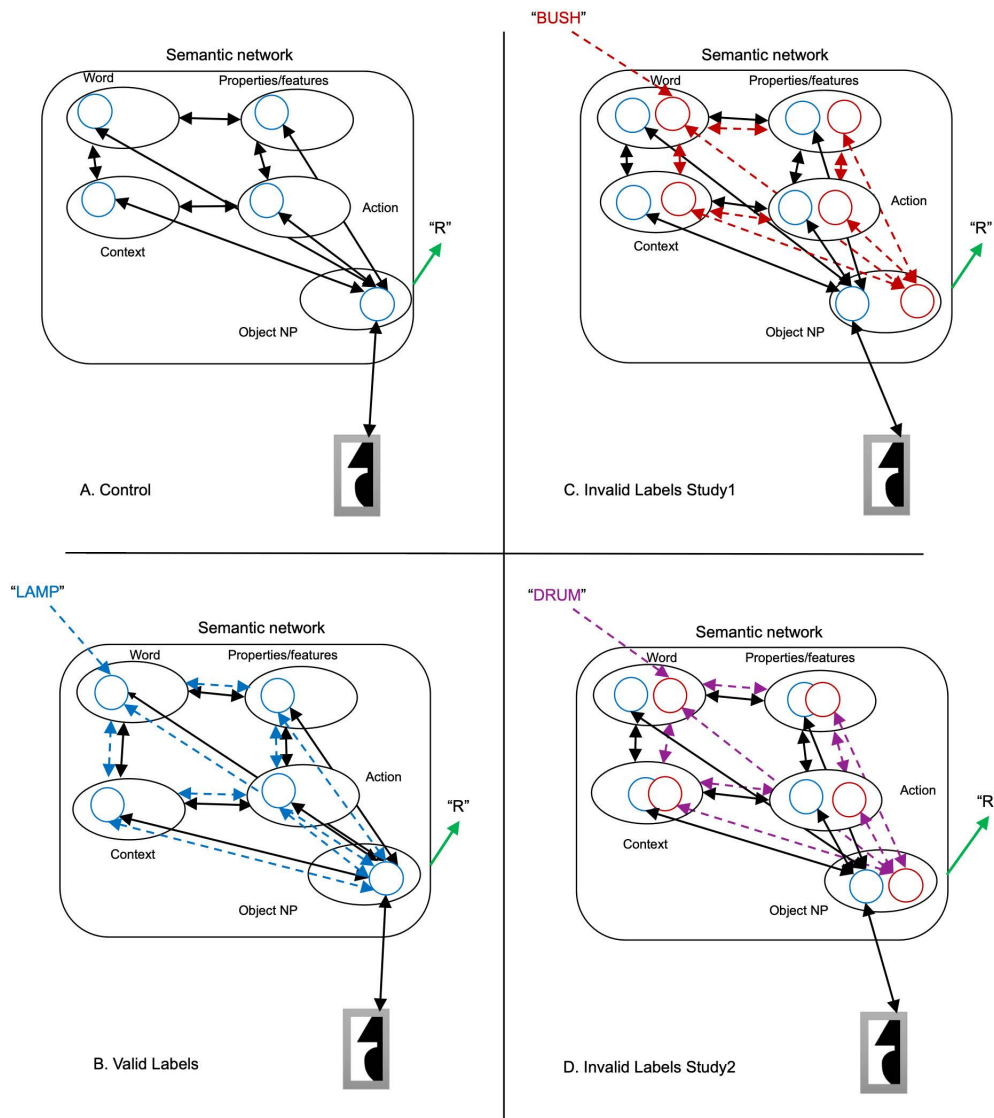 Semantic network
Word
Properties/features
Action
Context
"R"
Object NP
A. Control
"BUSH"
Semantic network
Word
Properties/features
Action
Context
"R"
Object NP
C. Invalid Labels Study1
"LAMP"
Semantic network
Word
Properties/features
Action
"R"
Context
Object NP
B. Valid Labels
"DRUM"
Semantic network
Word
Properties/features
Action
"R
Context
Object NP
D. Invalid Labels Study2